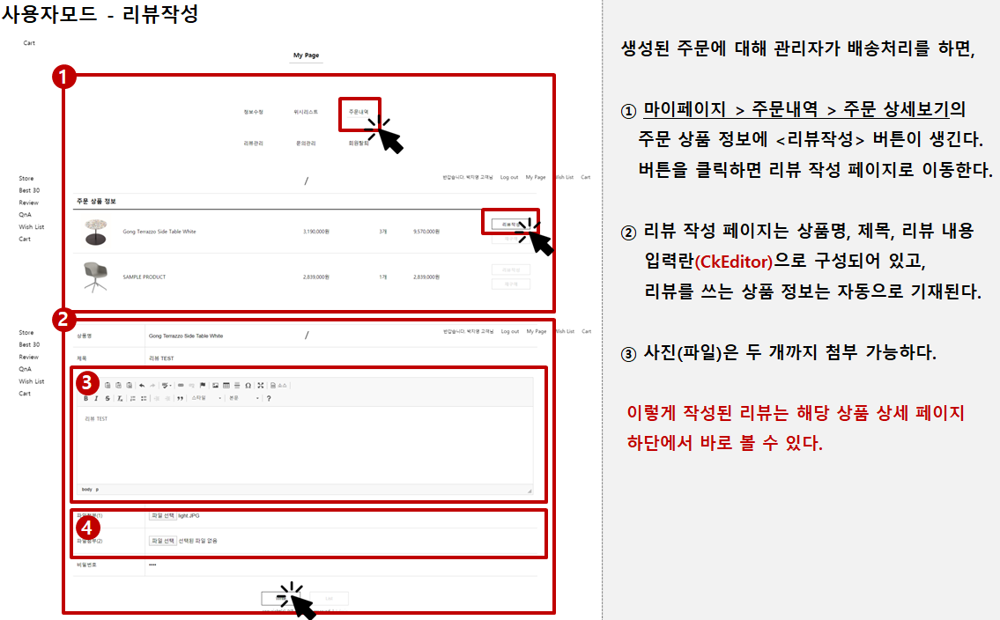 사용자모드 - 리뷰작성
Cart
My Page
1
정보수정 위시리스트 주문내역
리뷰관리 문의관리 회원탈퇴
Store
Best 30
Review
QnA
Wish List
Cart
/
반갑습니다. 박지영 고객님 Log out My Page Wish List Cart
주문 상품 정보
Gong Terrazzo Side Table White 3,190,000원 3개 9,570,000원 리뷰작성
SAMPLE PRODUCT 2,839,000원 1개 2,839,000원 리뷰작성
2
Store
Best 30
Review
QnA
Wish List
Cart
/
반갑습니다. 박지영 고객님 Log out My Page Wish List Cart
상품명 Gong Terrazzo Side Table White
제목 리뷰 TEST
3
B I S Ix 스타일 본문 ?
리뷰 TEST
body p
4
파일첨부(1) 파일 선택 light.JPG
파일첨부(2) 파일 선택 선택된 파일 없음
비밀번호 ••••
List
생성된 주문에 대해 관리자가 배송처리를 하면,
① 마이페이지 > 주문내역 > 주문 상세보기의
주문 상품 정보에 <리뷰작성> 버튼이 생긴다.
버튼을 클릭하면 리뷰 작성 페이지로 이동한다.
② 리뷰 작성 페이지는 상품명, 제목, 리뷰 내용
입력란(CkEditor)으로 구성되어 있고,
리뷰를 쓰는 상품 정보는 자동으로 기재된다.
③ 사진(파일)은 두 개까지 첨부 가능하다.
이렇게 작성된 리뷰는 해당 상품 상세 페이지
하단에서 바로 볼 수 있다.